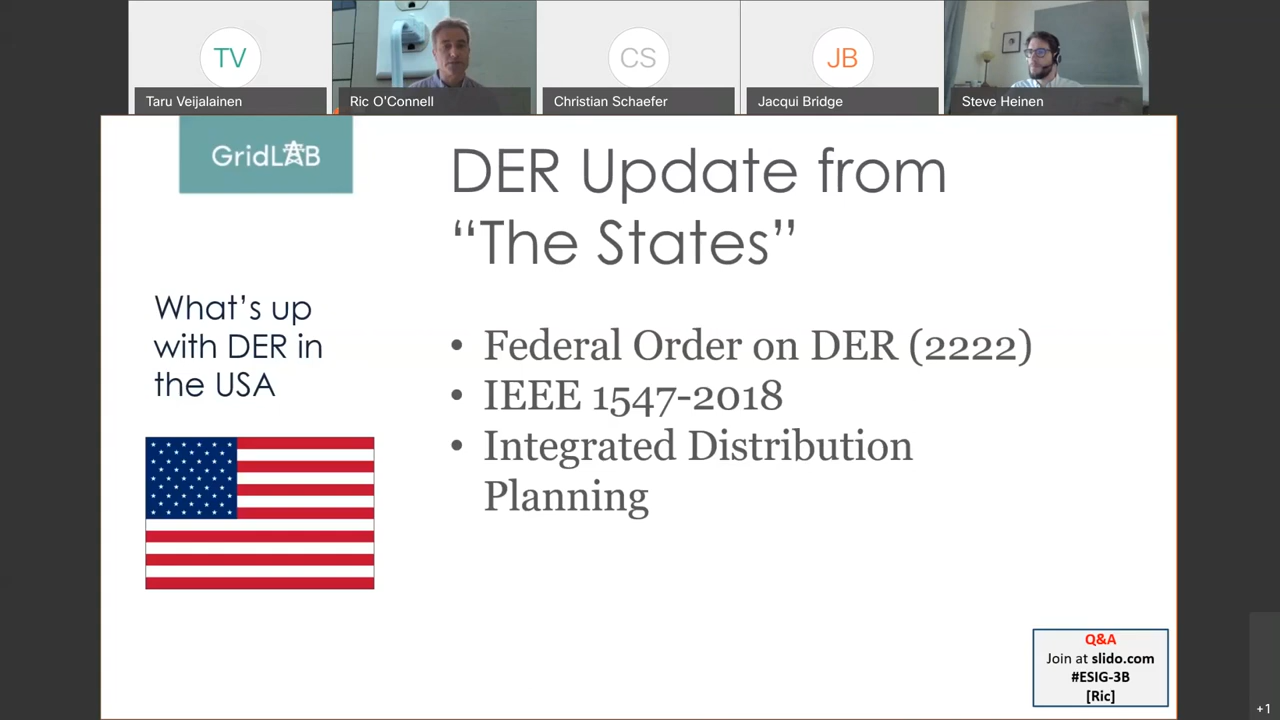 TV
CS
JB
Taru Veijalainen
Ric O'Connell
Christian Schaefer
Jacqui Bridge
Steve Heinen
GridLAB
DER Update from
“The States”
What’s up
with DER in
the USA
• Federal Order on DER (2222)
• IEEE 1547-2018
• Integrated Distribution
Planning
Q&A
Join at slido.com
#ESIG-3B
[Ric]
+1